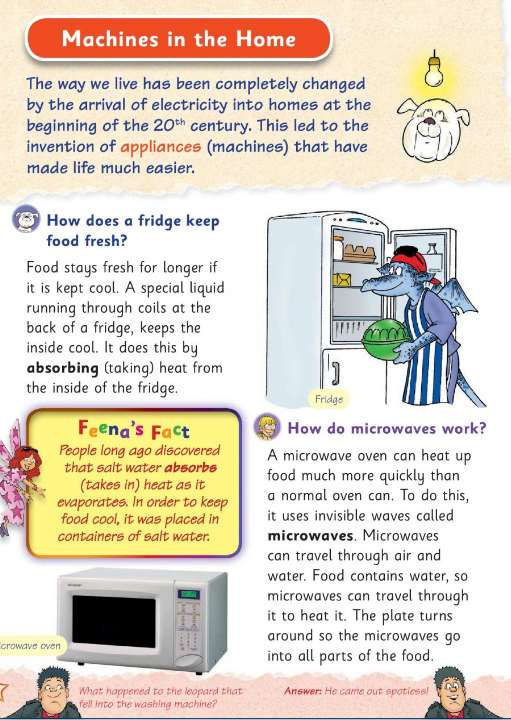 Machines in the Home
The way we live has been completely changed
by the arrival of electricity into homes at the
beginning of the 20th century. This led to the
invention of appliances (machines) that have
made life much easier.
How does a fridge keep
food fresh?
Food stays fresh for longer if
it is kept cool. A special liquid
running through coils at the
back of a fridge, keeps the
inside cool. It does this by
absorbing (taking) heat from
the inside of the fridge.
Fridge
Feena's Fact
People long ago discovered
that salt water absorbs
(takes in) heat as it
evaporates. In order to keep
food cool, it was placed in
containers of salt water.
How do microwaves work?
A microwave oven can heat up
food much more quickly than
a normal oven can. To do this,
it uses invisible waves called
microwaves. Microwaves
can travel through air and
water. Food contains water, so
microwaves can travel through
it to heat it. The plate turns
around so the microwaves go
into all parts of the food.
icrowave oven
What happened to the leopard that
fell into the washing machine?
Answer: He came out spotless!